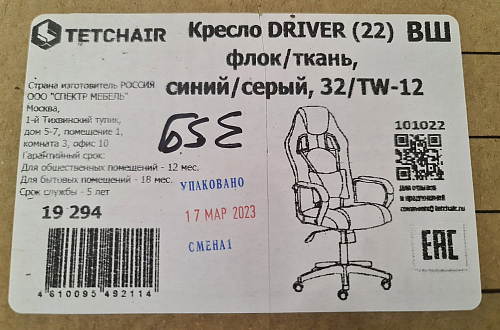 TETCHAIR
Кресло DRIVER (22) ВШ
флок/ткань,
синий/серый, 32/TW-12
Страна изготовитель РОССИЯ
ООО "СПЕКТР МЕБЕЛЬ"
Москва,
1-й Тихвинский тупик,
дом 5-7, помещение 1,
комната 3, офис 10
Гарантийный срок:
Для общественных помещений - 12 мес.
Для бытовых помещений - 18 мес.
Срок службы - 5 лет
19 294
4 610095 492114
УПАКОВАНО
17 МАР 2023
СМЕНА1
101022
Для отзывов
и предложений
EAC